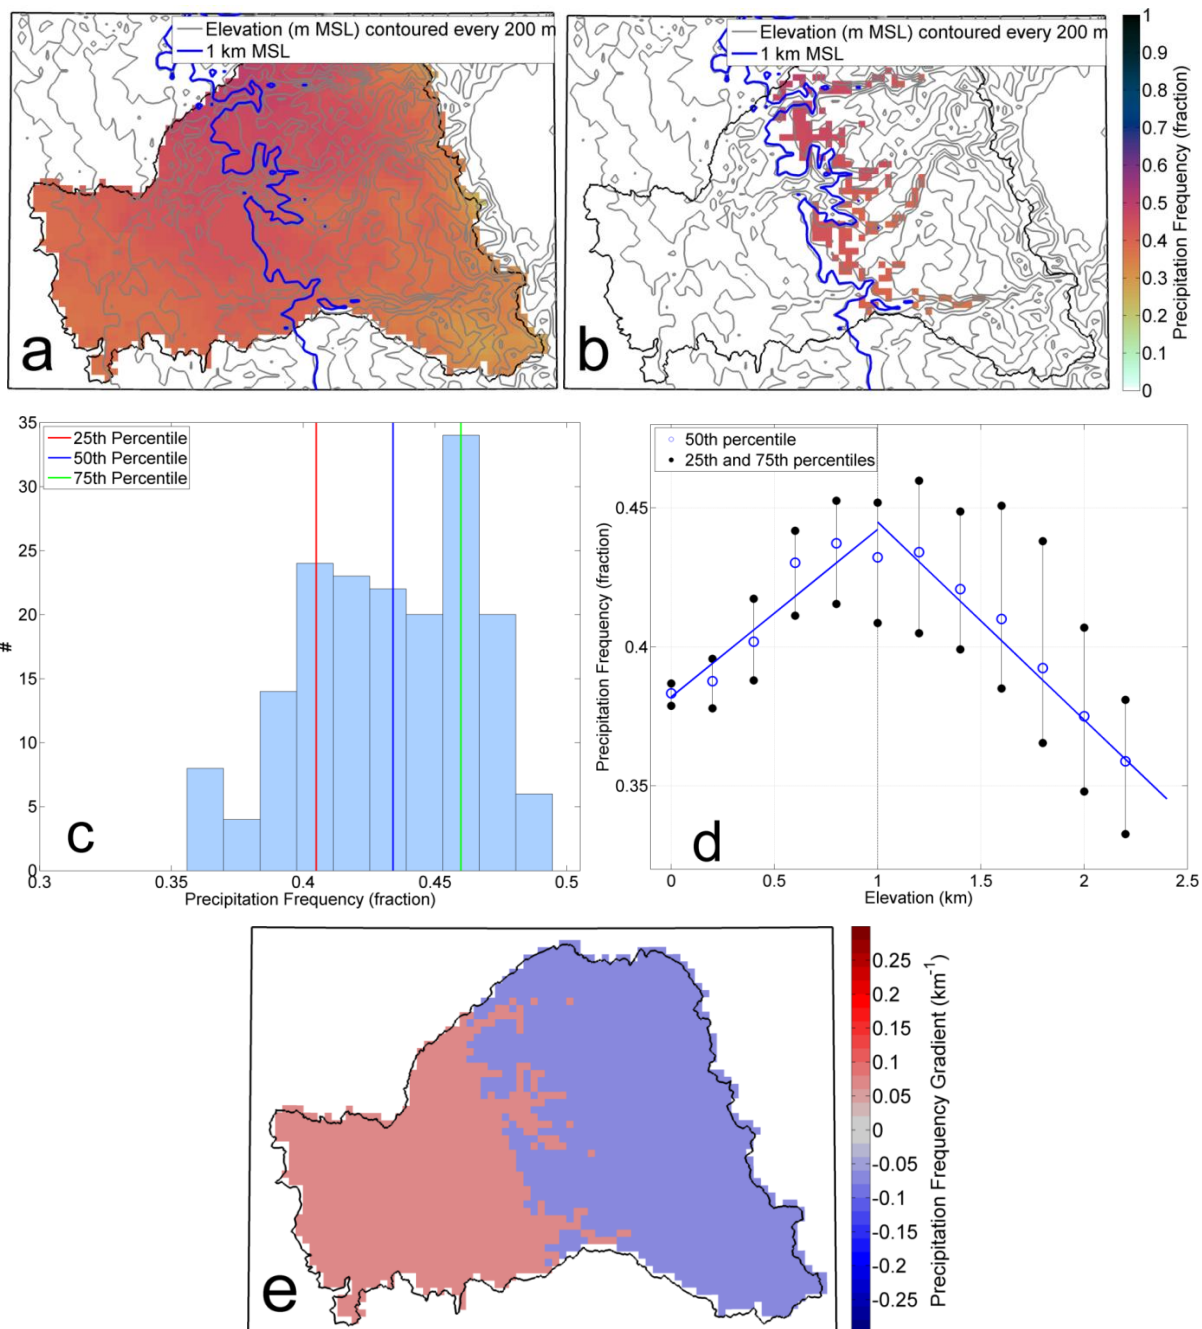 Elevation (m MSL) contoured every 200 m
1 km MSL
a
Elevation (m MSL) contoured every 200 m
1 km MSL
b
1
0.9
0.8
0.7
0.6
0.5
0.4
0.3
0.2
0.1
0
Precipitation Frequency (fraction)
35
30
25
20
15
10
5
0
#
25th Percentile
50th Percentile
75th Percentile
c
0.3
0.35
0.4
0.45
0.5
Precipitation Frequency (fraction)
50th percentile
25th and 75th percentiles
0.45
0.4
0.35
Precipitation Frequency (fraction)
d
0
0.5
1
1.5
2
2.5
Elevation (km)
e
0.25
0.2
0.15
0.1
0.05
0
-0.05
-0.1
-0.15
-0.2
-0.25
Precipitation Frequency Gradient (km⁻¹)